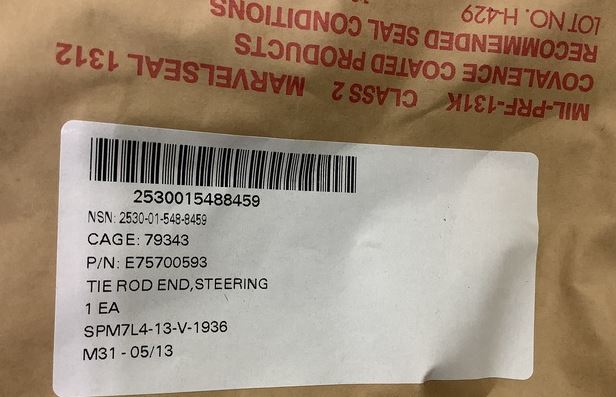 LOT NO. H-429
RECOMMENDED SEAL CONDITIONS
COVALENCE COATED PRODUCTS
MARVELSEAL 1312
MIL-PRF-131K CLASS 2
2530015488459
NSN: 2530-01-548-8459
CAGE: 79343
P/N: E75700593
TIE ROD END,STEERING
1 EA
SPM7L4-13-V-1936
M31 - 05/13